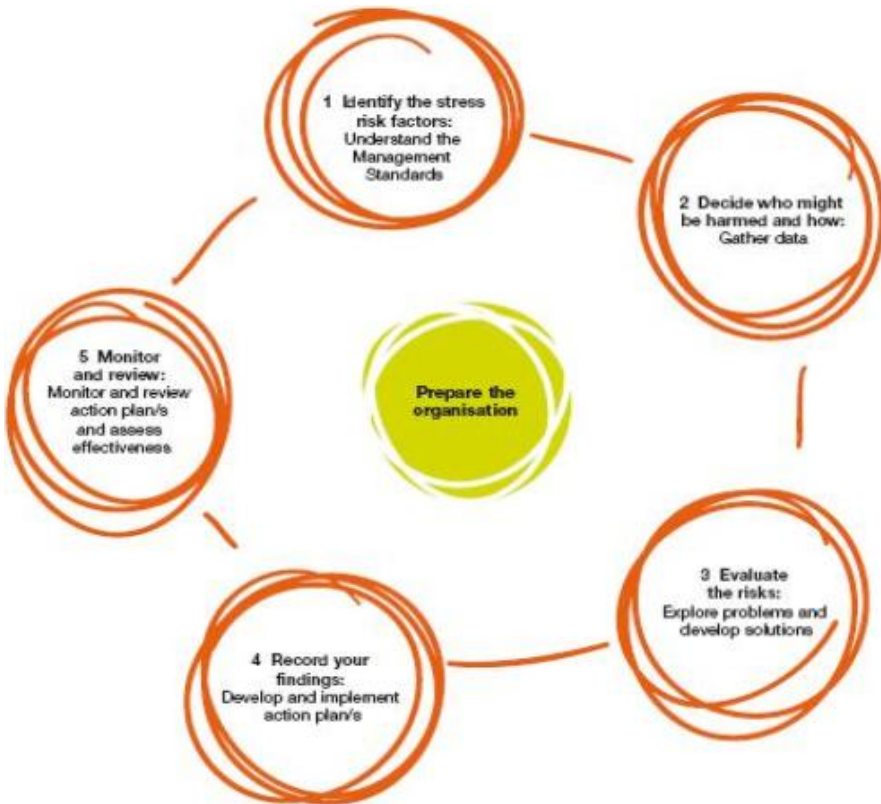 1 Identify the stress
risk factors:
Understand the
Management
Standards
2 Decide who might
be harmed and how:
Gather data
3 Evaluate
the risks:
Explore problems and
develop solutions
4 Record your
findings:
Develop and implement
action plan/s
5 Monitor
and review:
Monitor and review
action plan/s
and assess
effectiveness
Prepare the
organisation